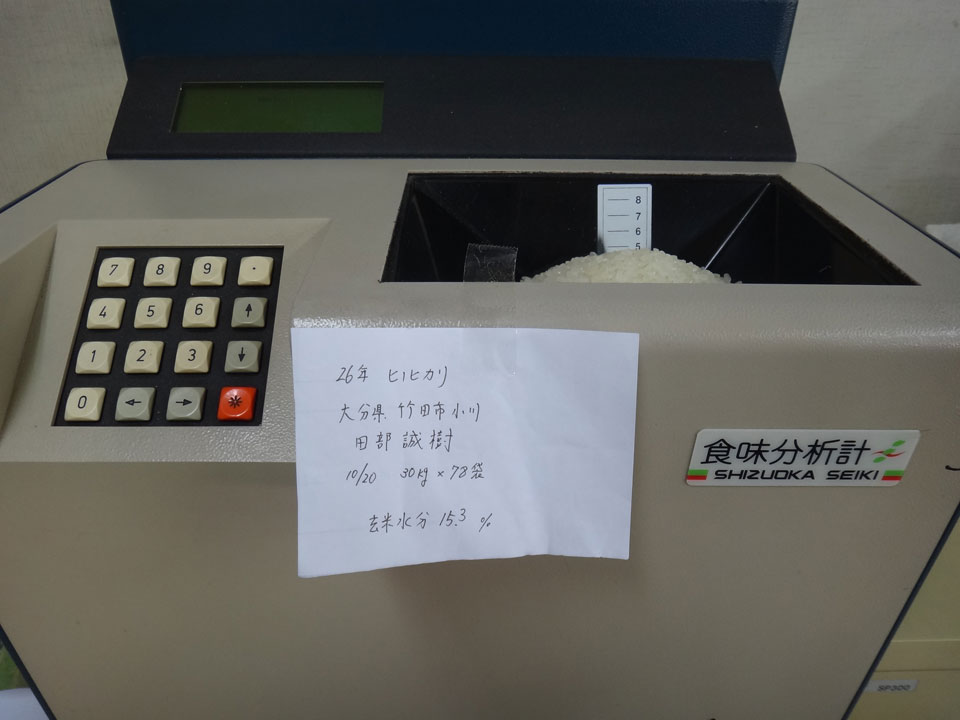 8
7
6
5
7 8 9 .
4 5 6 ↑
1 2 3 ↓
0 ← → *
26年 ヒノヒカリ
大分県 竹田市 小川
田部 誠樹
10/20 30kg × 78袋
玄米水分 15.3 %
食味分析計
SHIZUOKA SEIKI
SP300